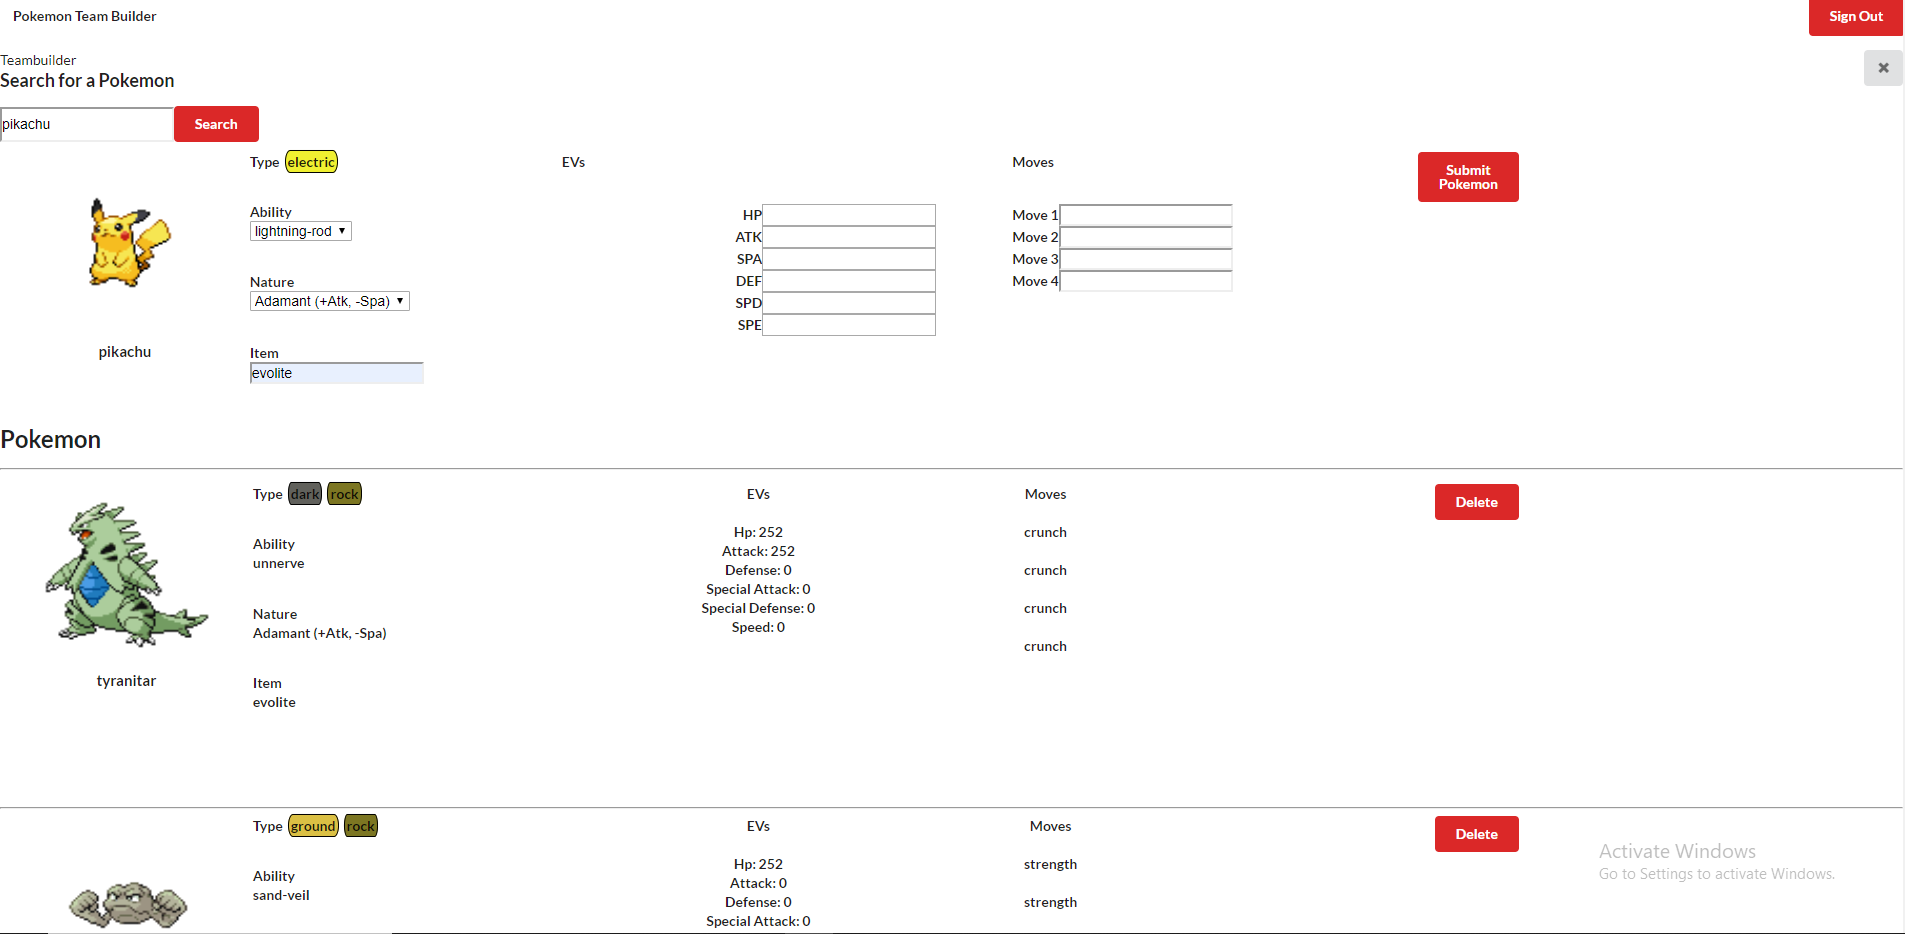 Pokemon Team Builder
Sign Out
Teambuilder
Search for a Pokemon
pikachu
Search
Type electric
EVs
Moves
Submit
Pokemon
Ability
lightning-rod
HP
ATK
SPA
DEF
SPD
SPE
Move 1
Move 2
Move 3
Move 4
Nature
Adamant (+Atk, -Spa)
pikachu
Item
evolite
Pokemon
Type dark rock
EVs
Moves
Delete
Ability
unnerve
Nature
Adamant (+Atk, -Spa)
Item
evolite
tyranitar
Hp: 252
Attack: 252
Defense: 0
Special Attack: 0
Special Defense: 0
Speed: 0
crunch
crunch
crunch
crunch
Type ground rock
EVs
Moves
Delete
Ability
sand-veil
Hp: 252
Attack: 0
Defense: 0
Special Attack: 0
strength
strength
Activate Windows
Go to Settings to activate Windows.